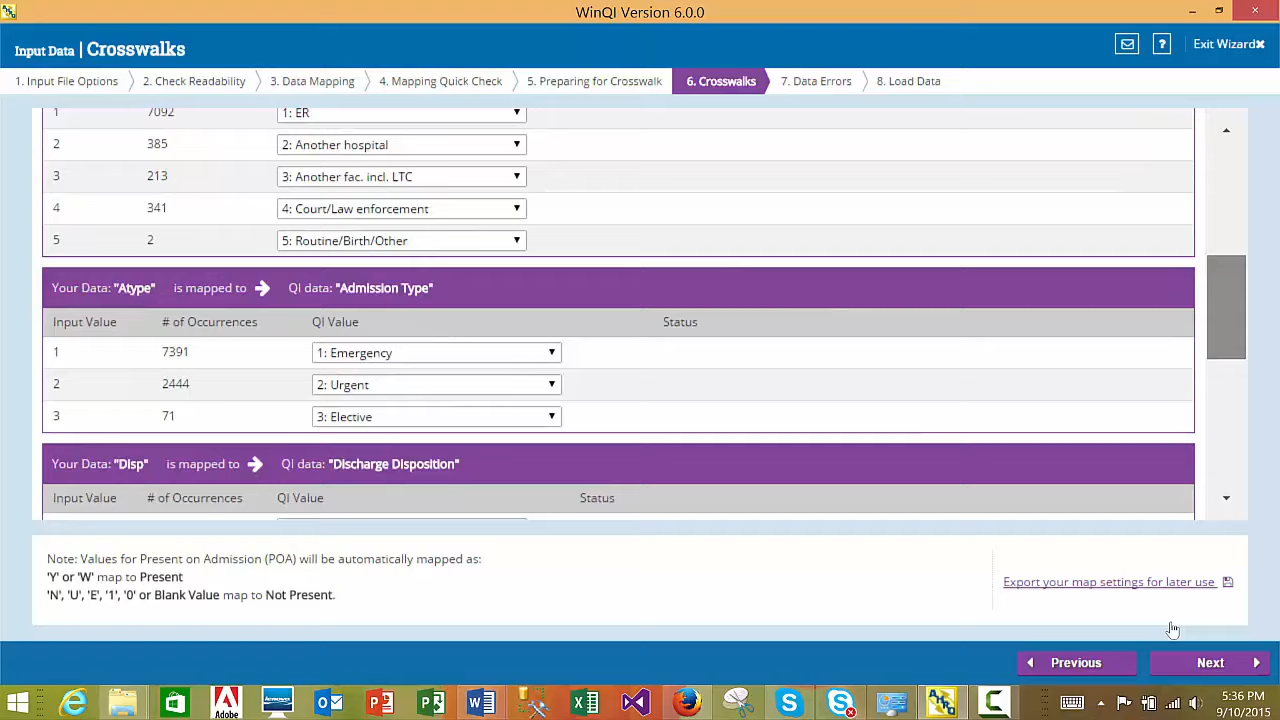 WinQI Version 6.0.0
Input Data | Crosswalks
Exit Wizard
1. Input File Options 2. Check Readability 3. Data Mapping 4. Mapping Quick Check 5. Preparing for Crosswalk 6. Crosswalks 7. Data Errors 8. Load Data
1 7092 1: ER
2 385 2: Another hospital
3 213 3: Another fac. incl. LTC
4 341 4: Court/Law enforcement
5 2 5: Routine/Birth/Other
Your Data: "Atype" is mapped to QI data: "Admission Type"
Input Value # of Occurrences QI Value Status
1 7391 1: Emergency
2 2444 2: Urgent
3 71 3: Elective
Your Data: "Disp" is mapped to QI data: "Discharge Disposition"
Input Value # of Occurrences QI Value Status
Note: Values for Present on Admission (POA) will be automatically mapped as:
'Y' or 'W' map to Present
'N', 'U', 'E', '1', '0' or Blank Value map to Not Present.
Export your map settings for later use
Previous Next
Adobe
5:36 PM
9/10/2015